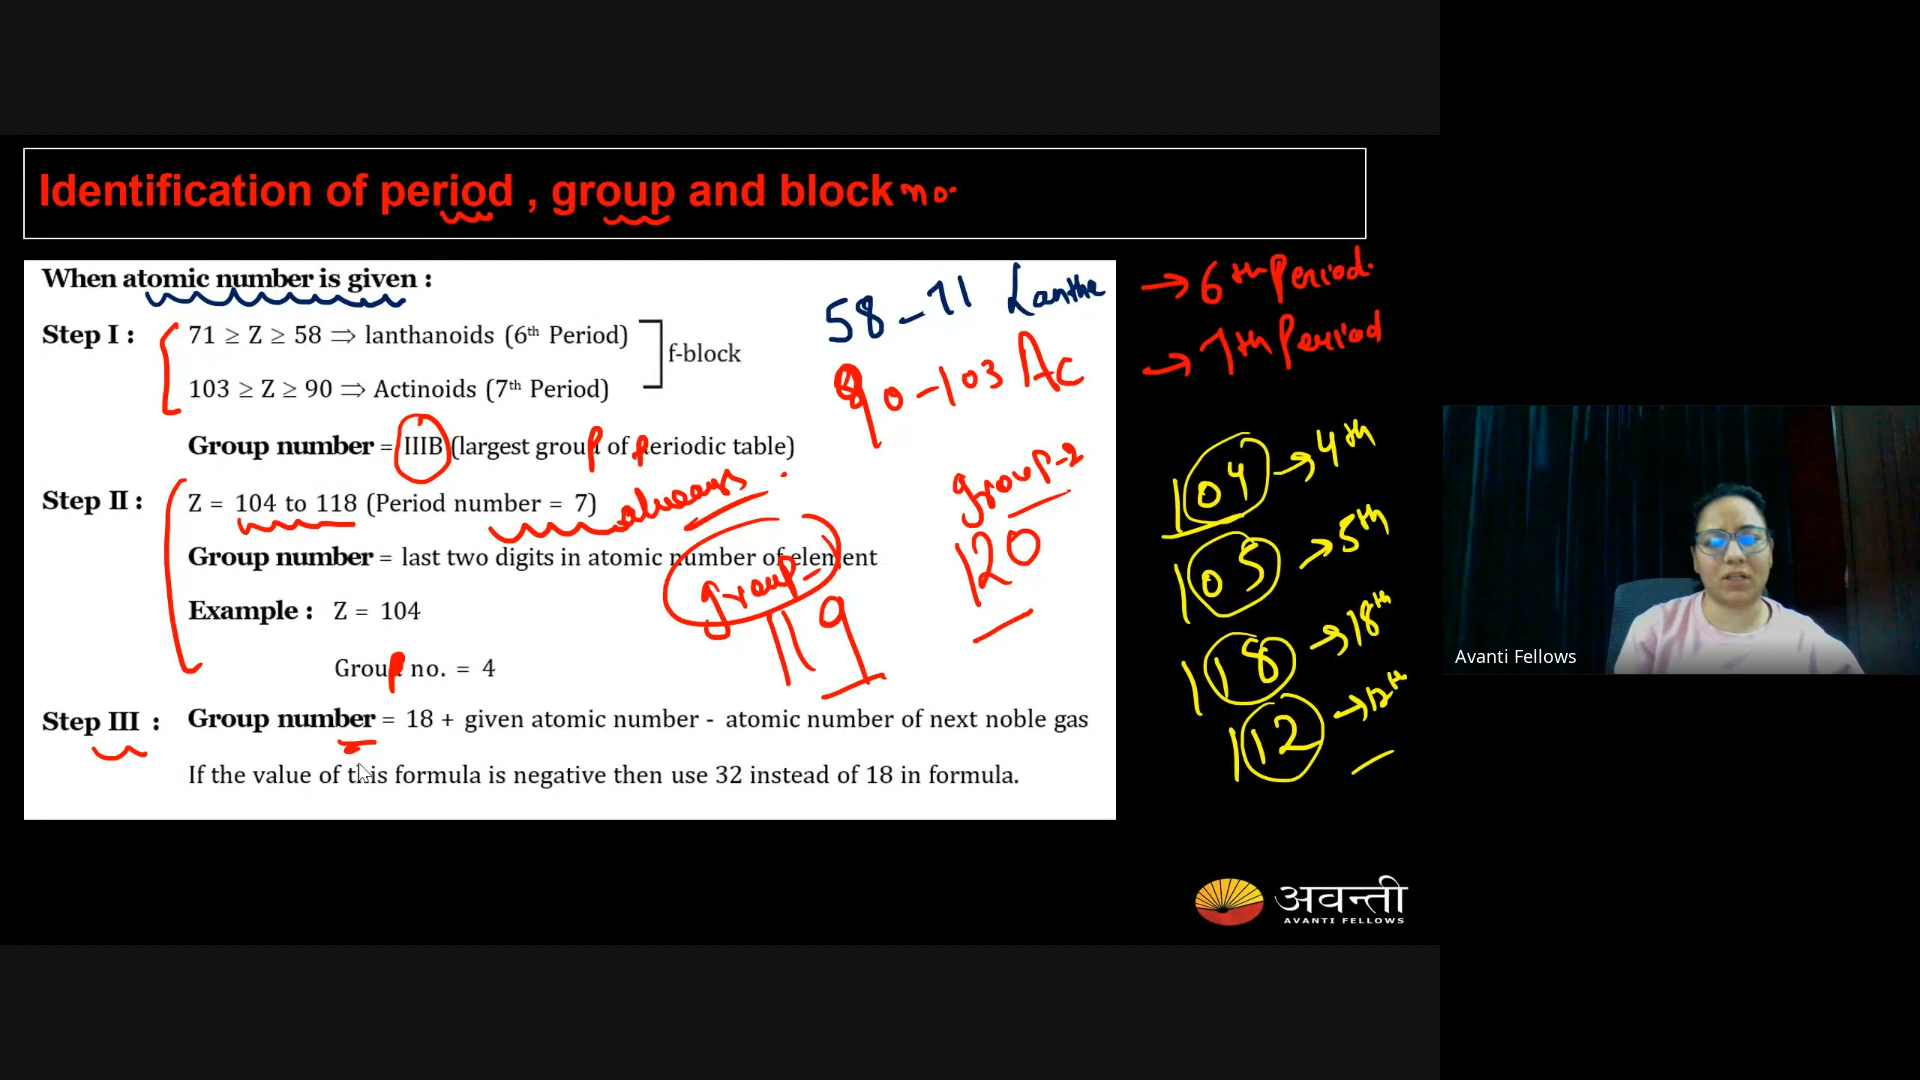 Identification of period , group and block no.
When atomic number is given :
58 - 71 Lantha
→ 6th Period.
Step I : 71 ≥ Z ≥ 58 ⇒ lanthanoids (6th Period)
f-block
→ 7th Period
103 ≥ Z ≥ 90 ⇒ Actinoids (7th Period)
90 - 103 Ac
Group number = IIIB (largest group of periodic table)
104 → 4th
Step II : Z = 104 to 118 (Period number = 7) always
group-2
120
105 → 5th
Group number = last two digits in atomic number of element
group-
119
Example : Z = 104
118 → 18th
Group no. = 4
112 → 12th
Step III : Group number = 18 + given atomic number - atomic number of next noble gas
If the value of this formula is negative then use 32 instead of 18 in formula.
Avanti Fellows
अवन्ती
AVANTI FELLOWS